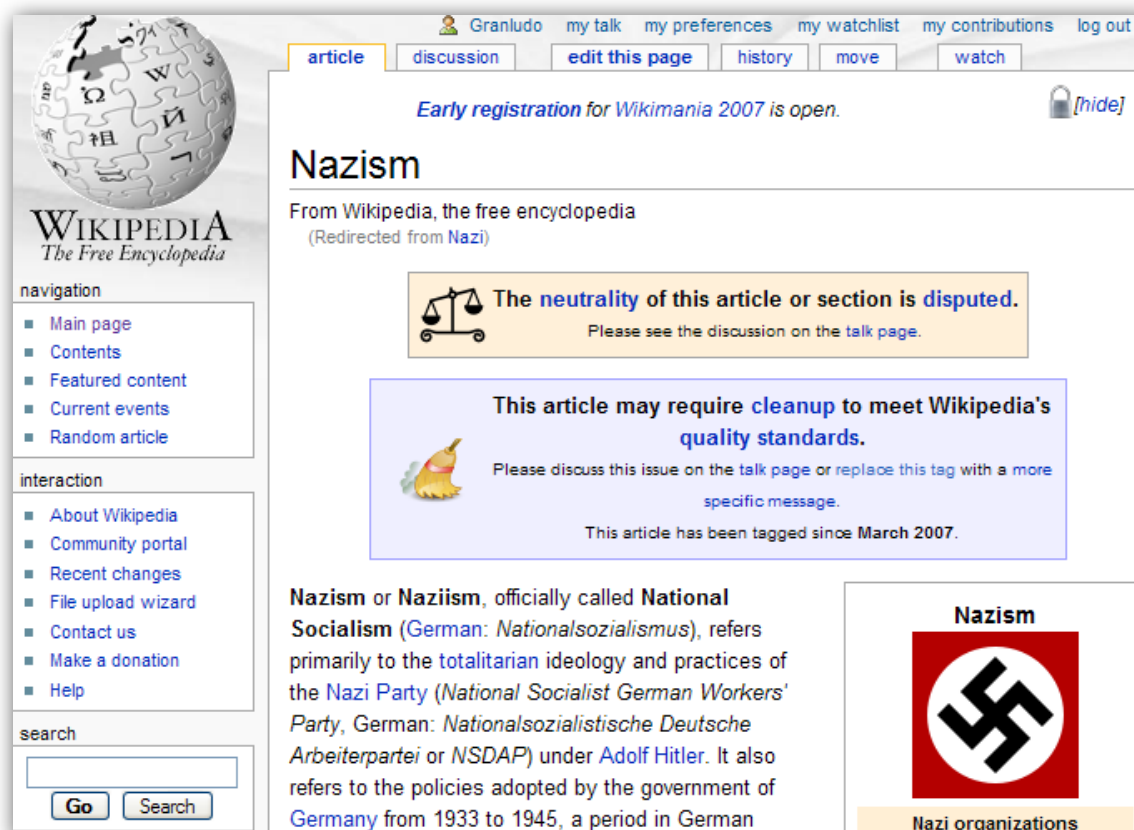 Granludo my talk my preferences my watchlist my contributions log out
article discussion edit this page history move watch
Early registration for Wikimania 2007 is open.
[hide]
Ω W И 祖
WIKIPEDIA
The Free Encyclopedia
Nazism
From Wikipedia, the free encyclopedia
(Redirected from Nazi)
navigation
Main page
Contents
Featured content
Current events
Random article
interaction
About Wikipedia
Community portal
Recent changes
File upload wizard
Contact us
Make a donation
Help
search
Go Search
The neutrality of this article or section is disputed.
Please see the discussion on the talk page.
This article may require cleanup to meet Wikipedia's
quality standards.
Please discuss this issue on the talk page or replace this tag with a more
specific message.
This article has been tagged since March 2007.
Nazism or Naziism, officially called National
Socialism (German: Nationalsozialismus), refers
primarily to the totalitarian ideology and practices of
the Nazi Party (National Socialist German Workers'
Party, German: Nationalsozialistische Deutsche
Arbeiterpartei or NSDAP) under Adolf Hitler. It also
refers to the policies adopted by the government of
Germany from 1933 to 1945, a period in German
Nazism
Nazi organizations